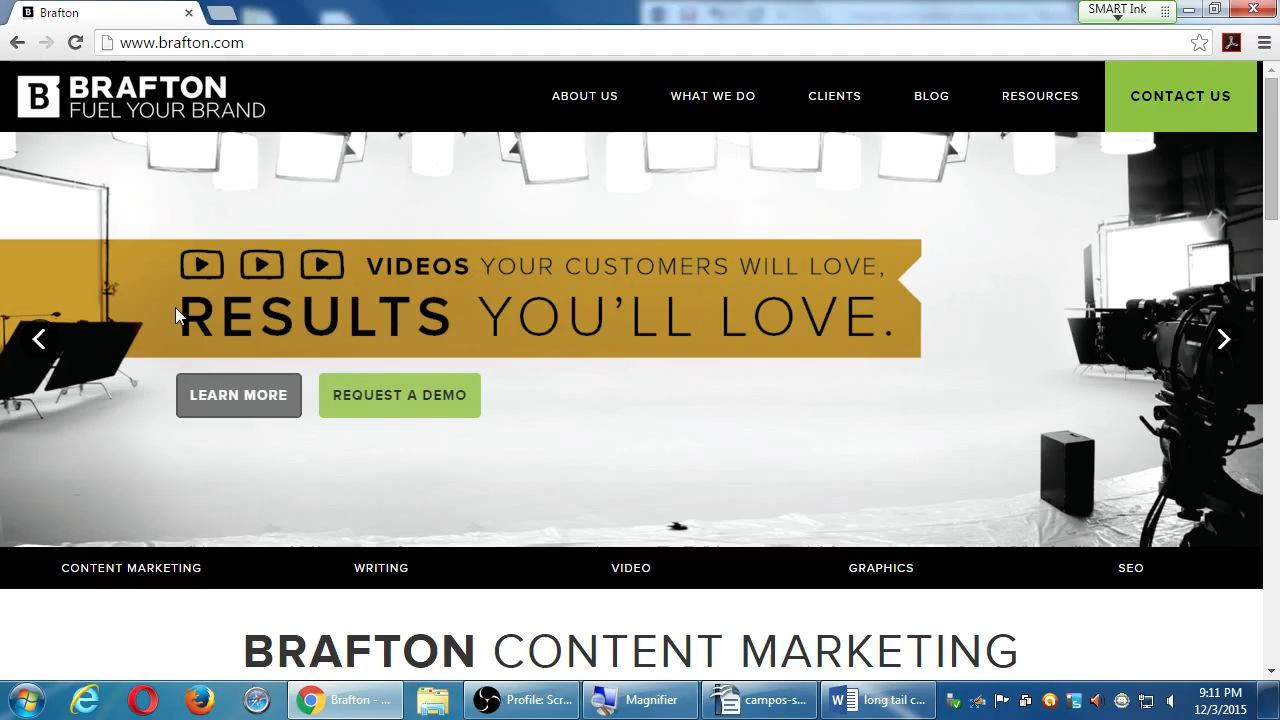 Brafton
SMART Ink
www.brafton.com
B BRAFTON
FUEL YOUR BRAND
ABOUT US
WHAT WE DO
CLIENTS
BLOG
RESOURCES
CONTACT US
VIDEOS YOUR CUSTOMERS WILL LOVE,
RESULTS YOU'LL LOVE.
LEARN MORE
REQUEST A DEMO
CONTENT MARKETING
WRITING
VIDEO
GRAPHICS
SEO
BRAFTON CONTENT MARKETING
Brafton - ...
Profile: Scr...
Magnifier
campos-s...
long tail c...
9:11 PM
12/3/2015